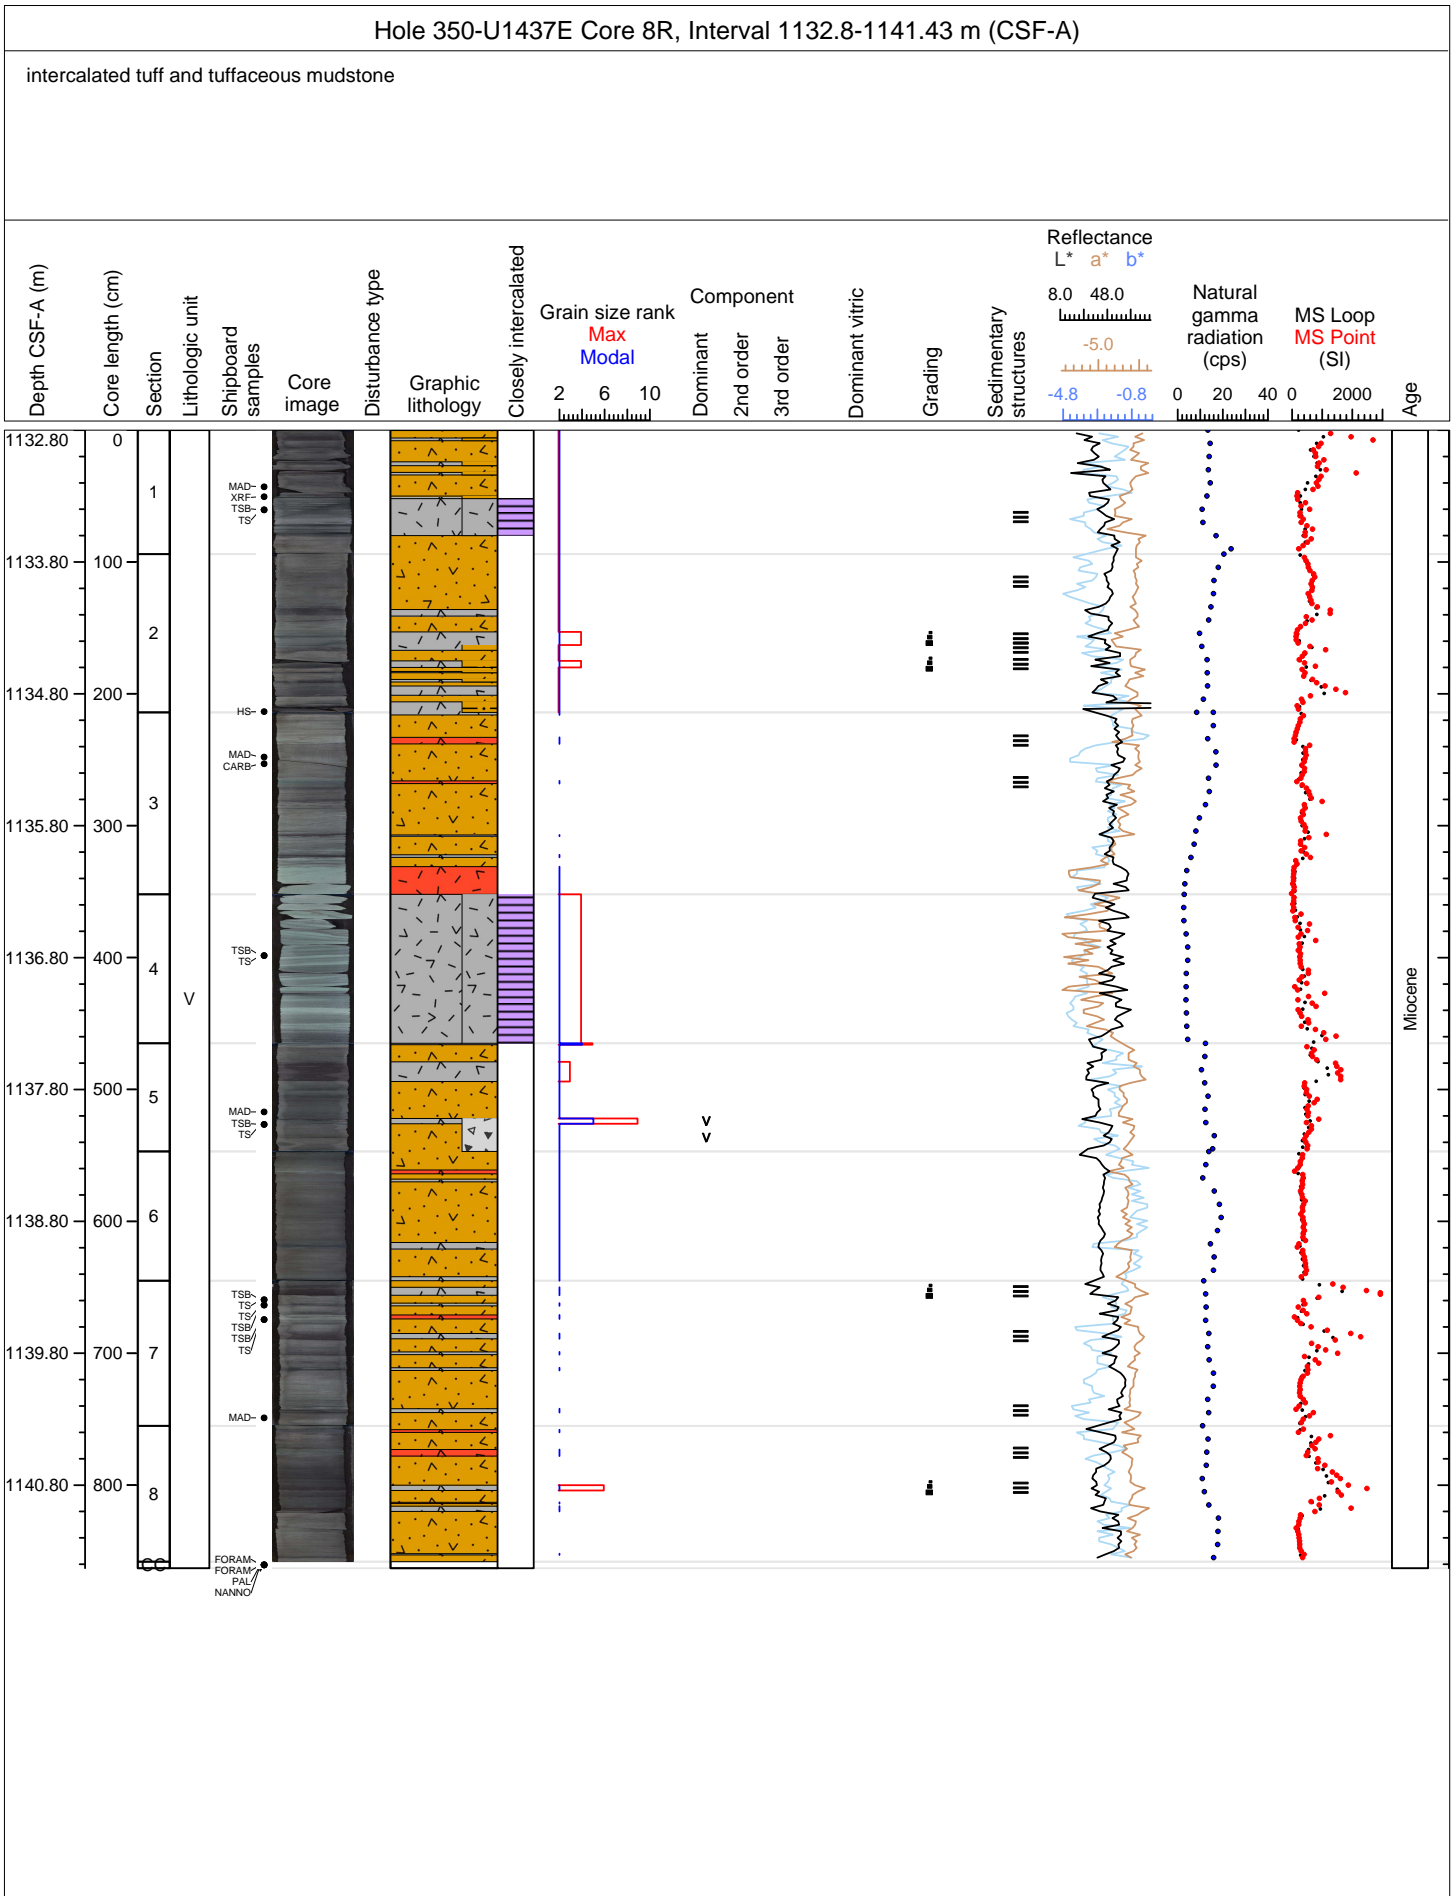 Hole 350-U1437E Core 8R, Interval 1132.8-1141.43 m (CSF-A)
intercalated tuff and tuffaceous mudstone
Depth CSF-A (m)
Core length (cm)
Section
Lithologic unit
Shipboard
samples
Core
image
Disturbance type
Graphic
lithology
Closely intercalated
Grain size rank
Max
Modal
2 6 10
Component
Dominant
2nd order
3rd order
Dominant vitric
Grading
Sedimentary
structures
Reflectance
L* a* b*
8.0 48.0
-5.0
-4.8 -0.8
Natural
gamma
radiation
(cps)
0 20 40
MS Loop
MS Point
(SI)
0 2000
Age
1132.80
1133.80
1134.80
1135.80
1136.80
1137.80
1138.80
1139.80
1140.80
0
100
200
300
400
500
600
700
800
1
2
3
4
5
6
7
8
CC
V
MAD
XRF
TSB
TS
HS
MAD
CARB
TSB
TS
MAD
TSB
TS
TSB
TS
TS
TSB
TSB
TS
MAD
FORAM
FORAM
PAL
NANNO
V
V
Miocene